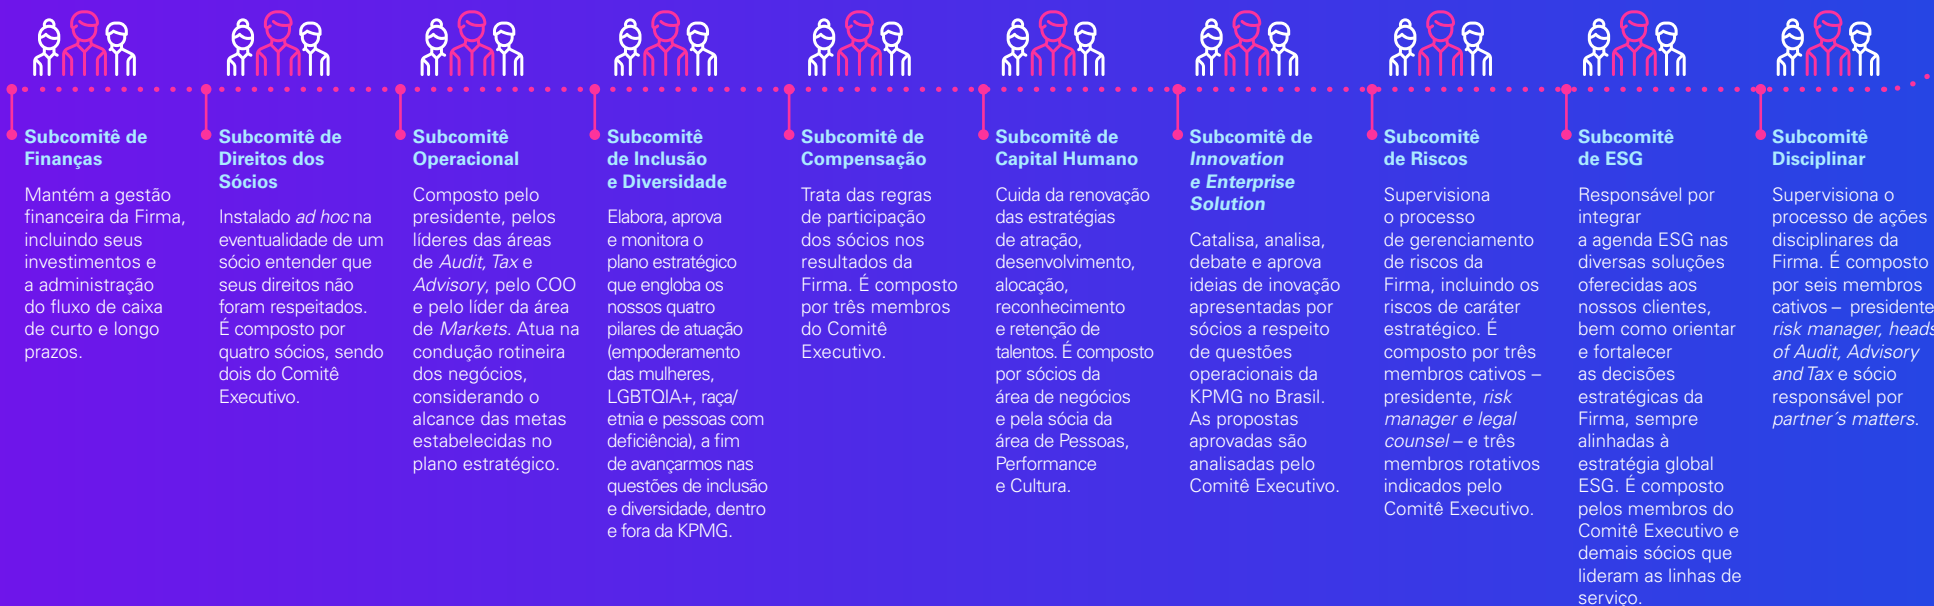 Subcomitê de
Finanças
Mantém a gestão
financeira da Firma,
incluindo seus
investimentos e
a administração
do fluxo de caixa
de curto e longo
prazos.
Subcomitê de
Direitos dos
Sócios
Instalado ad hoc na
eventualidade de um
sócio entender que
seus direitos não
foram respeitados.
É composto por
quatro sócios, sendo
dois do Comitê
Executivo.
Subcomitê
Operacional
Composto pelo
presidente, pelos
líderes das áreas
de Audit, Tax e
Advisory, pelo COO
e pelo líder da área
de Markets. Atua na
condução rotineira
dos negócios,
considerando o
alcance das metas
estabelecidas no
plano estratégico.
Subcomitê
de Inclusão
e Diversidade
Elabora, aprova
e monitora o
plano estratégico
que engloba os
nossos quatro
pilares de atuação
(empoderamento
das mulheres,
LGBTQIA+, raça/
etnia e pessoas com
deficiência), a fim
de avançarmos nas
questões de inclusão
e diversidade, dentro
e fora da KPMG.
Subcomitê de
Compensação
Trata das regras
de participação
dos sócios nos
resultados da
Firma. É composto
por três membros
do Comitê
Executivo.
Subcomitê de
Capital Humano
Cuida da renovação
das estratégias
de atração,
desenvolvimento,
alocação,
reconhecimento
e retenção de
talentos. É composto
por sócios da
área de negócios
e pela sócia da
área de Pessoas,
Performance
e Cultura.
Subcomitê de
Innovation
e Enterprise
Solution
Catalisa, analisa,
debate e aprova
ideias de inovação
apresentadas por
sócios a respeito
de questões
operacionais da
KPMG no Brasil.
As propostas
aprovadas são
analisadas pelo
Comitê Executivo.
Subcomitê
de Riscos
Supervisiona
o processo
de gerenciamento
de riscos da
Firma, incluindo os
riscos de caráter
estratégico. É
composto por três
membros cativos –
presidente, risk
manager e legal
counsel – e três
membros rotativos
indicados pelo
Comitê Executivo.
Subcomitê
de ESG
Responsável por
integrar
a agenda ESG nas
diversas soluções
oferecidas aos
nossos clientes,
bem como orientar
e fortalecer
as decisões
estratégicas da
Firma, sempre
alinhadas à
estratégia global
ESG. É composto
pelos membros do
Comitê Executivo e
demais sócios que
lideram as linhas de
serviço.
Subcomitê
Disciplinar
Supervisiona o
processo de ações
disciplinares da
Firma. É composto
por seis membros
cativos – presidente
risk manager, heads
of Audit, Advisory
and Tax e sócio
responsável por
partner´s matters.